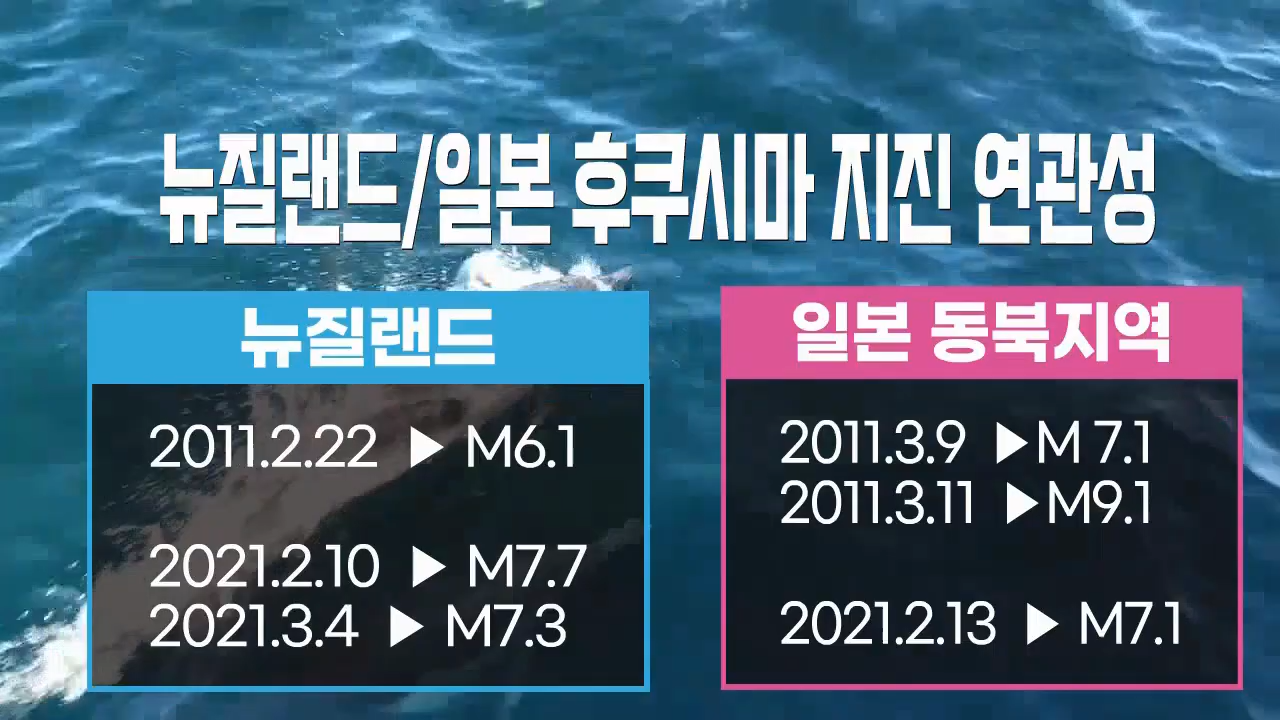 뉴질랜드/일본 후쿠시마 지진 연관성
뉴질랜드
2011.2.22 ▶ M6.1
2021.2.10 ▶ M7.7
2021.3.4 ▶ M7.3
일본 동북지역
2011.3.9 ▶M 7.1
2011.3.11 ▶M9.1
2021.2.13 ▶ M7.1